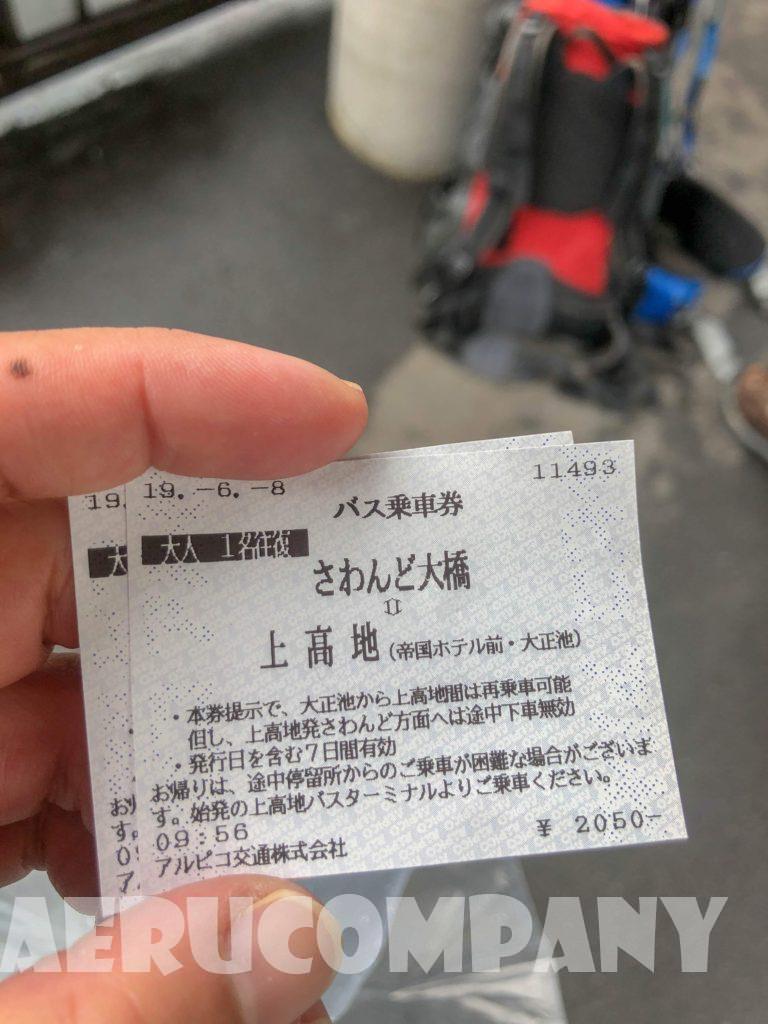 19.-6.-8
11493
バス乗車券
大人 1名往復
さわんど大橋
⇕
上高地(帝国ホテル前・大正池)
・本券提示で、大正池から上高地間は再乗車可能
但し、上高地発さわんど方面へは途中下車無効
・発行日を含む7日間有効
お帰りは、途中停留所からのご乗車が困難な場合がございま
す。始発の上高地バスターミナルよりご乗車ください。
09:56
¥ 2050-
アルピコ交通株式会社
19.
大
お
す。
AERUCOMPANY